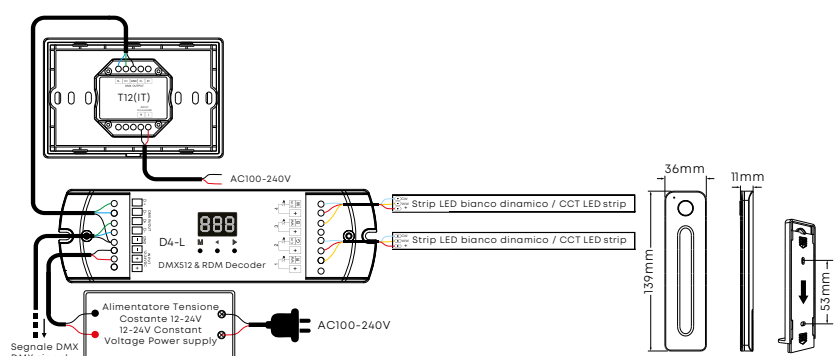 DMX OUTPUT
T12(IT)
AC100-240V
D4-L
M
DMX512 & RDM Decoder
Strip LED bianco dinamico / CCT LED strip
Strip LED bianco dinamico / CCT LED strip
Alimentatore Tensione
Costante 12-24V
12-24V Constant
Voltage Power supply
AC100-240V
Segnale DMX
36mm
11mm
139mm
53mm